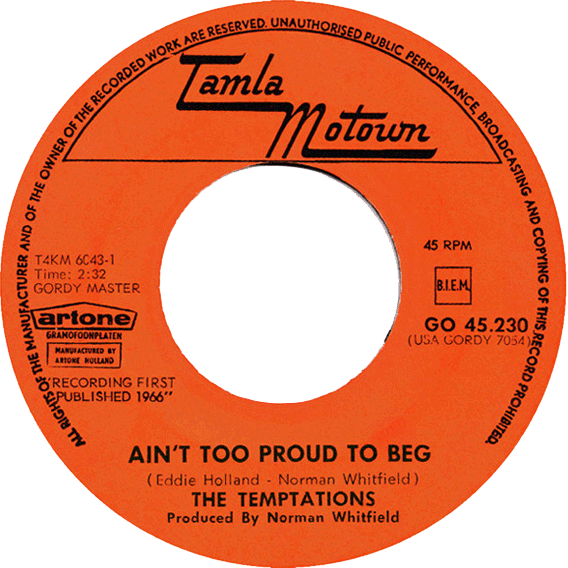 ALL RIGHTS OF THE MANUFACTURER AND OF THE OWNER OF THE RECORDED WORK ARE RESERVED. UNAUTHORISED PUBLIC PERFORMANCE, BROADCASTING AND COPYING OF THIS RECORD PROHIBITED.
Tamla
Motown
T4KM 6043-1
Time: 2:32
GORDY MASTER
artone
GRAMOFOONPLATEN
MANUFACTURED BY
ARTONE HOLLAND
"RECORDING FIRST
PUBLISHED 1966"
45 RPM
B.I.E.M.
GO 45.230
(USA GORDY 7054)
AIN'T TOO PROUD TO BEG
(Eddie Holland - Norman Whitfield)
THE TEMPTATIONS
Produced By Norman Whitfield